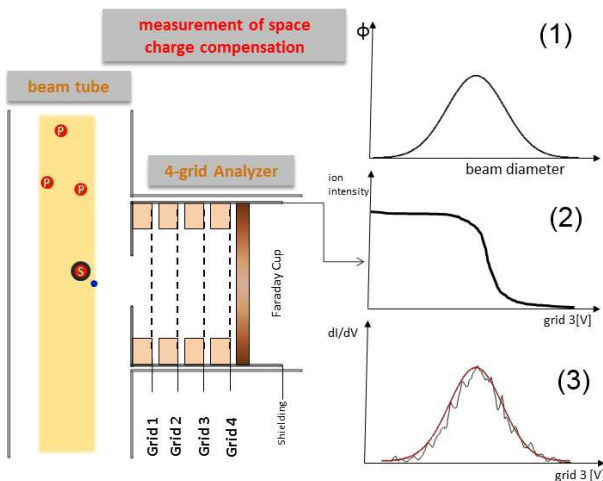 measurement of space
charge compensation
beam tube
P
P
P
S
4-grid Analyzer
Faraday Cup
Grid 1
Grid 2
Grid 3
Grid 4
Shielding
Φ
(1)
beam diameter
ion
intensity
(2)
grid 3[V]
dI/dV
(3)
grid 3 [V]